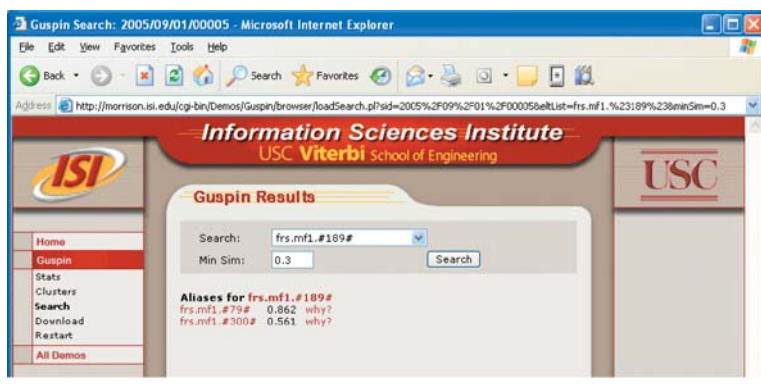 Guspin Search: 2005/09/01/00005 - Microsoft Internet Explorer
File Edit View Favorites Tools Help
Back Search Favorites
Address http://morrison.isi.edu/cgi-bin/Demos/Guspin/browser/loadSearch.pl?sid=2005%2F09%2F01%2F00005&eltList=frs.mf1.%23189%23&minSim=0.3
Information Sciences Institute
USC Viterbi School of Engineering
ISI
USC
Guspin Results
Search: frs.mf1.#189#
Min Sim: 0.3 Search
Home
Guspin
Stats
Clusters
Search
Download
Restart
All Demos
Aliases for frs.mf1.#189#
frs.mf1.#79# 0.862 why?
frs.mf1.#300# 0.561 why?